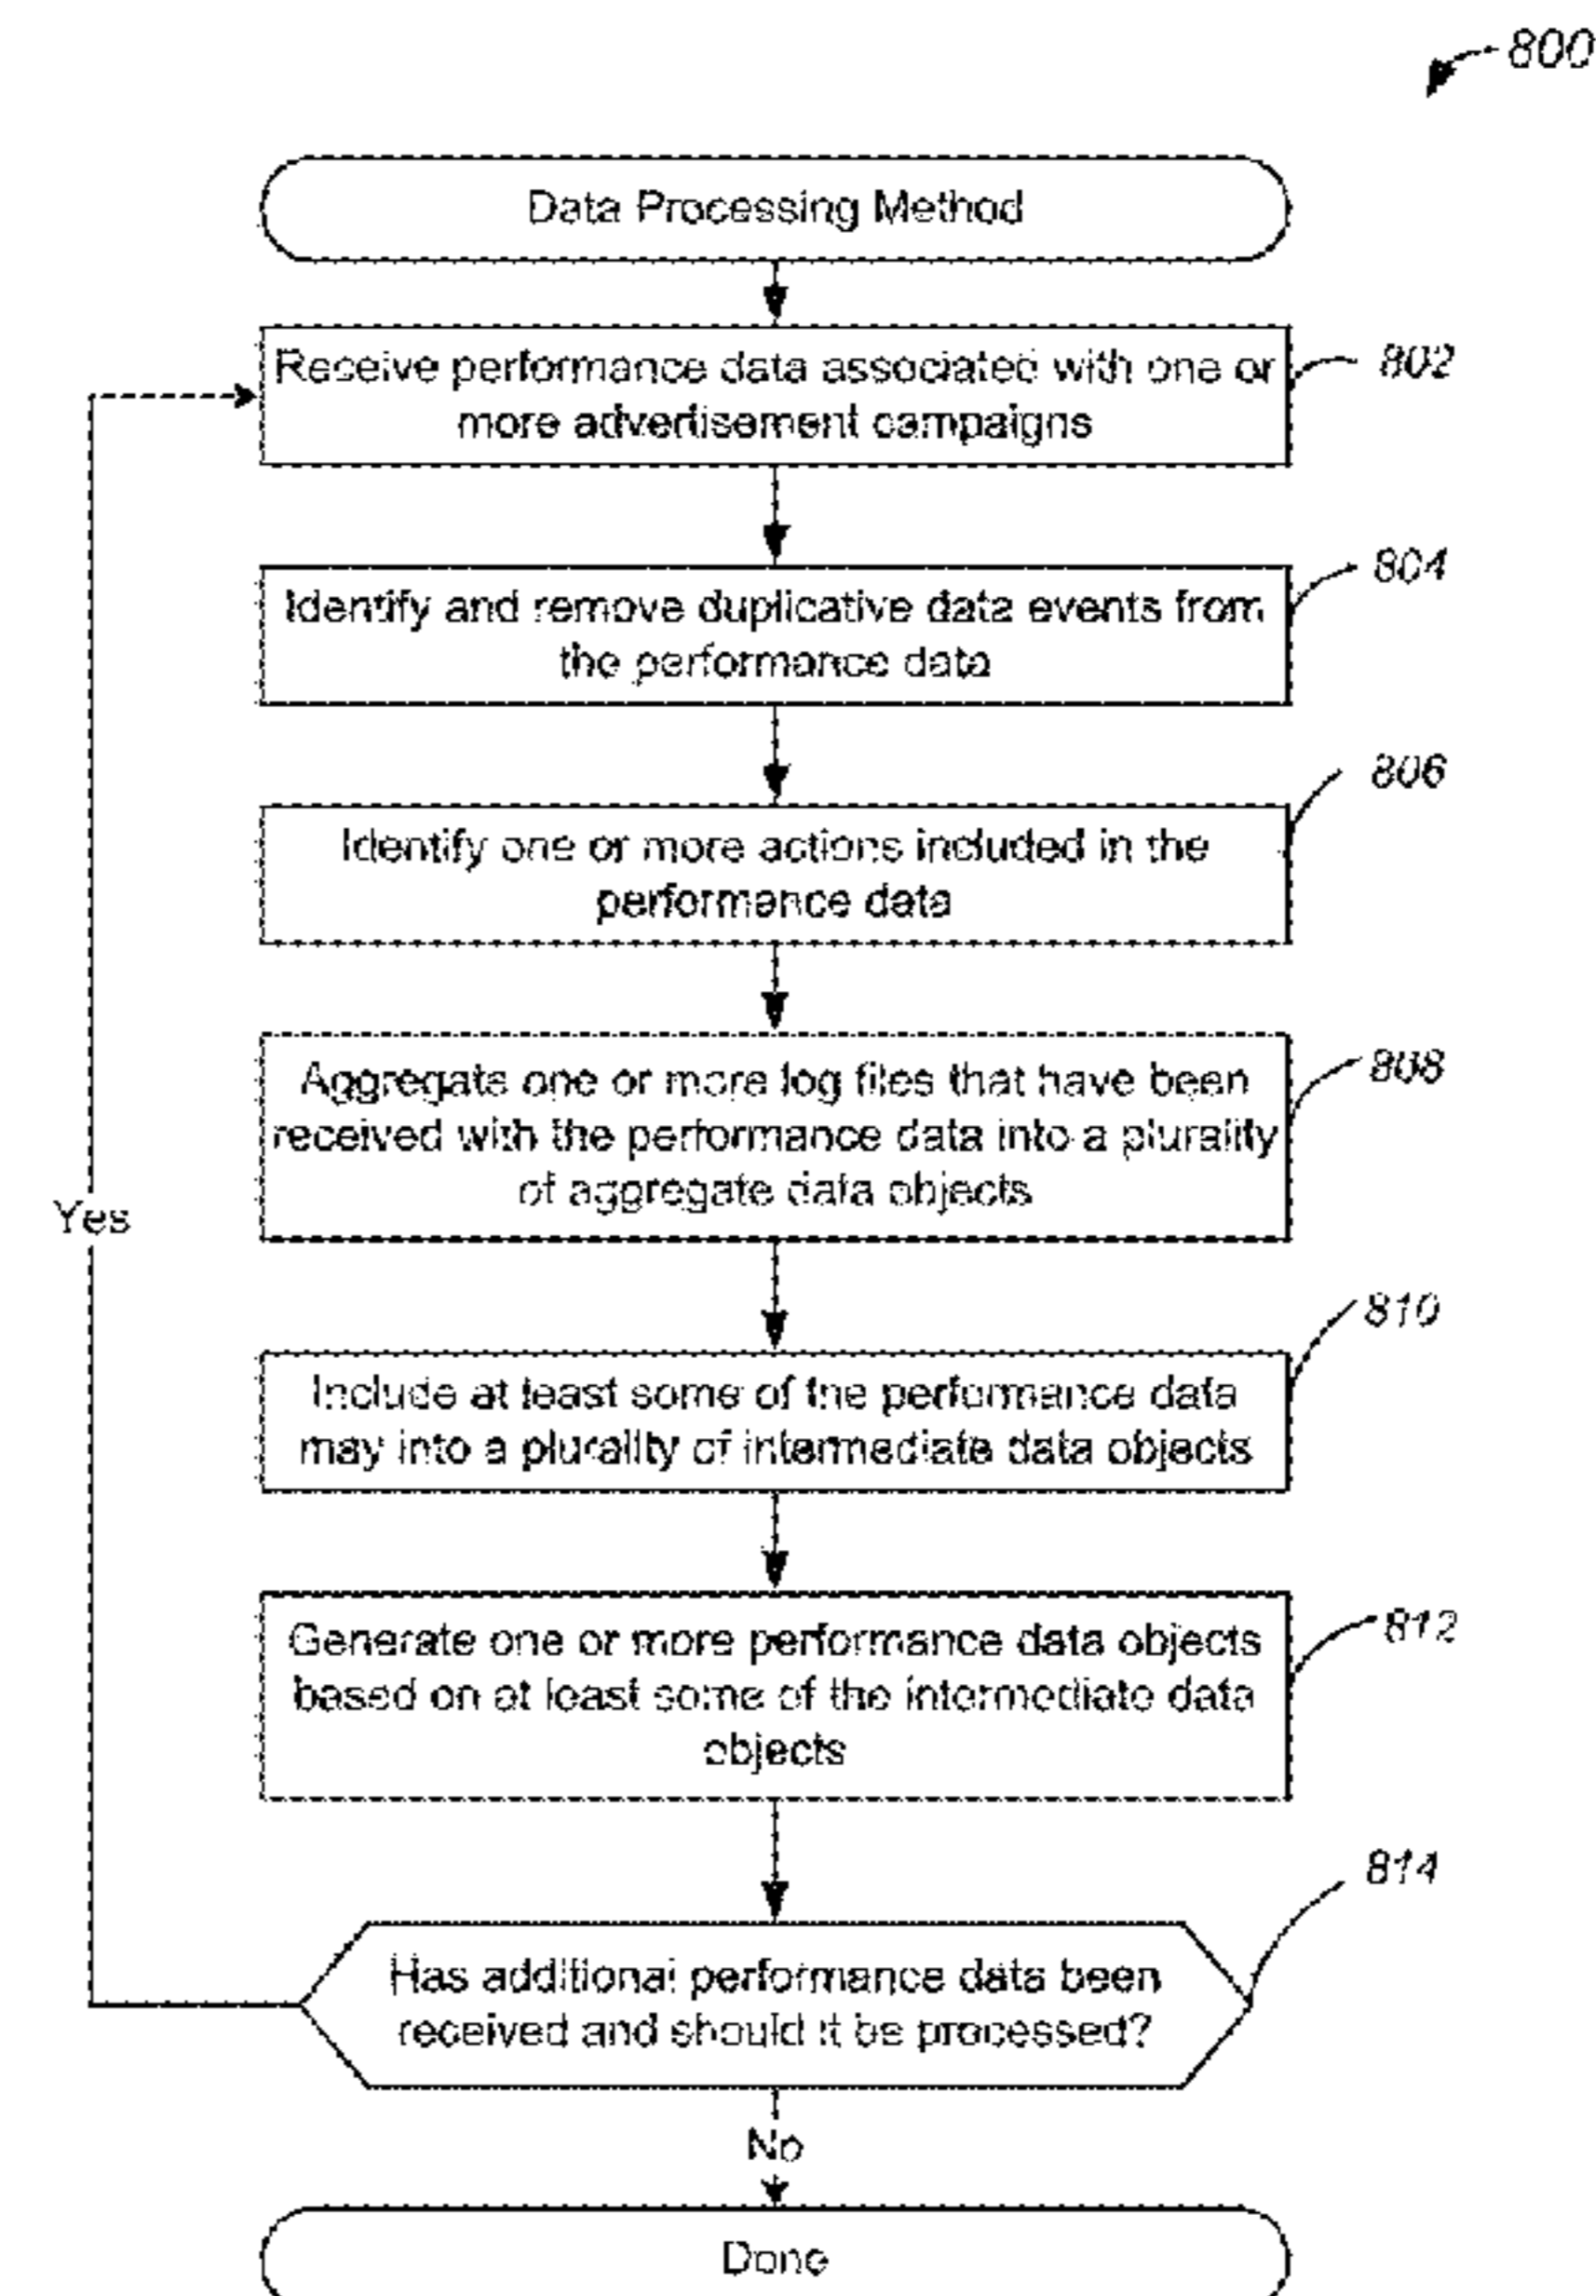 800
Data Processing Method
Receive performance data associated with one or
more advertisement campaigns
802
Identify and remove duplicative data events from
the performance data
804
Identify one or more actions included in the
performance data
806
Aggregate one or more log files that have been
received with the performance data into a plurality
of aggregate data objects
808
Yes
Include at least some of the performance data
may into a plurality of intermediate data objects
810
Generate one or more performance data objects
based on at least some of the intermediate data
objects
812
Has additional performance data been
received and should it be processed?
814
No
Done